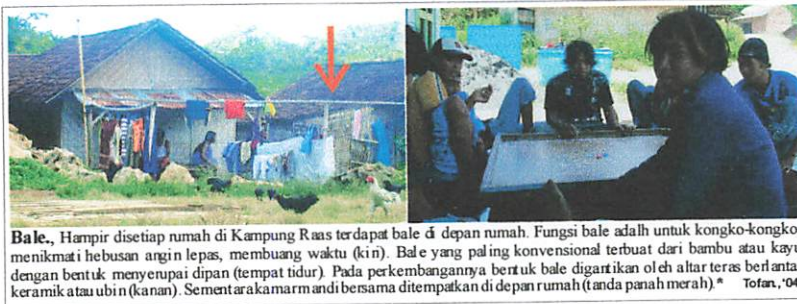 Bale., Hampir disetiap rumah di Kampung Raas terdapat bale di depan rumah. Fungsi bale adalh untuk kongko-kongko
menikmati hebusan angin lepas, membuang waktu (kiri). Bale yang paling konvensional terbuat dari bambu atau kayu
dengan bentuk menyerupai dipan (tempat tidur). Pada perkembangannya bentuk bale digantikan oleh altar teras berlantai
keramik atau ubin (kanan). Sementara kamar mandi bersama ditempatkan di depan rumah (tanda panah merah).* Tofan, '04